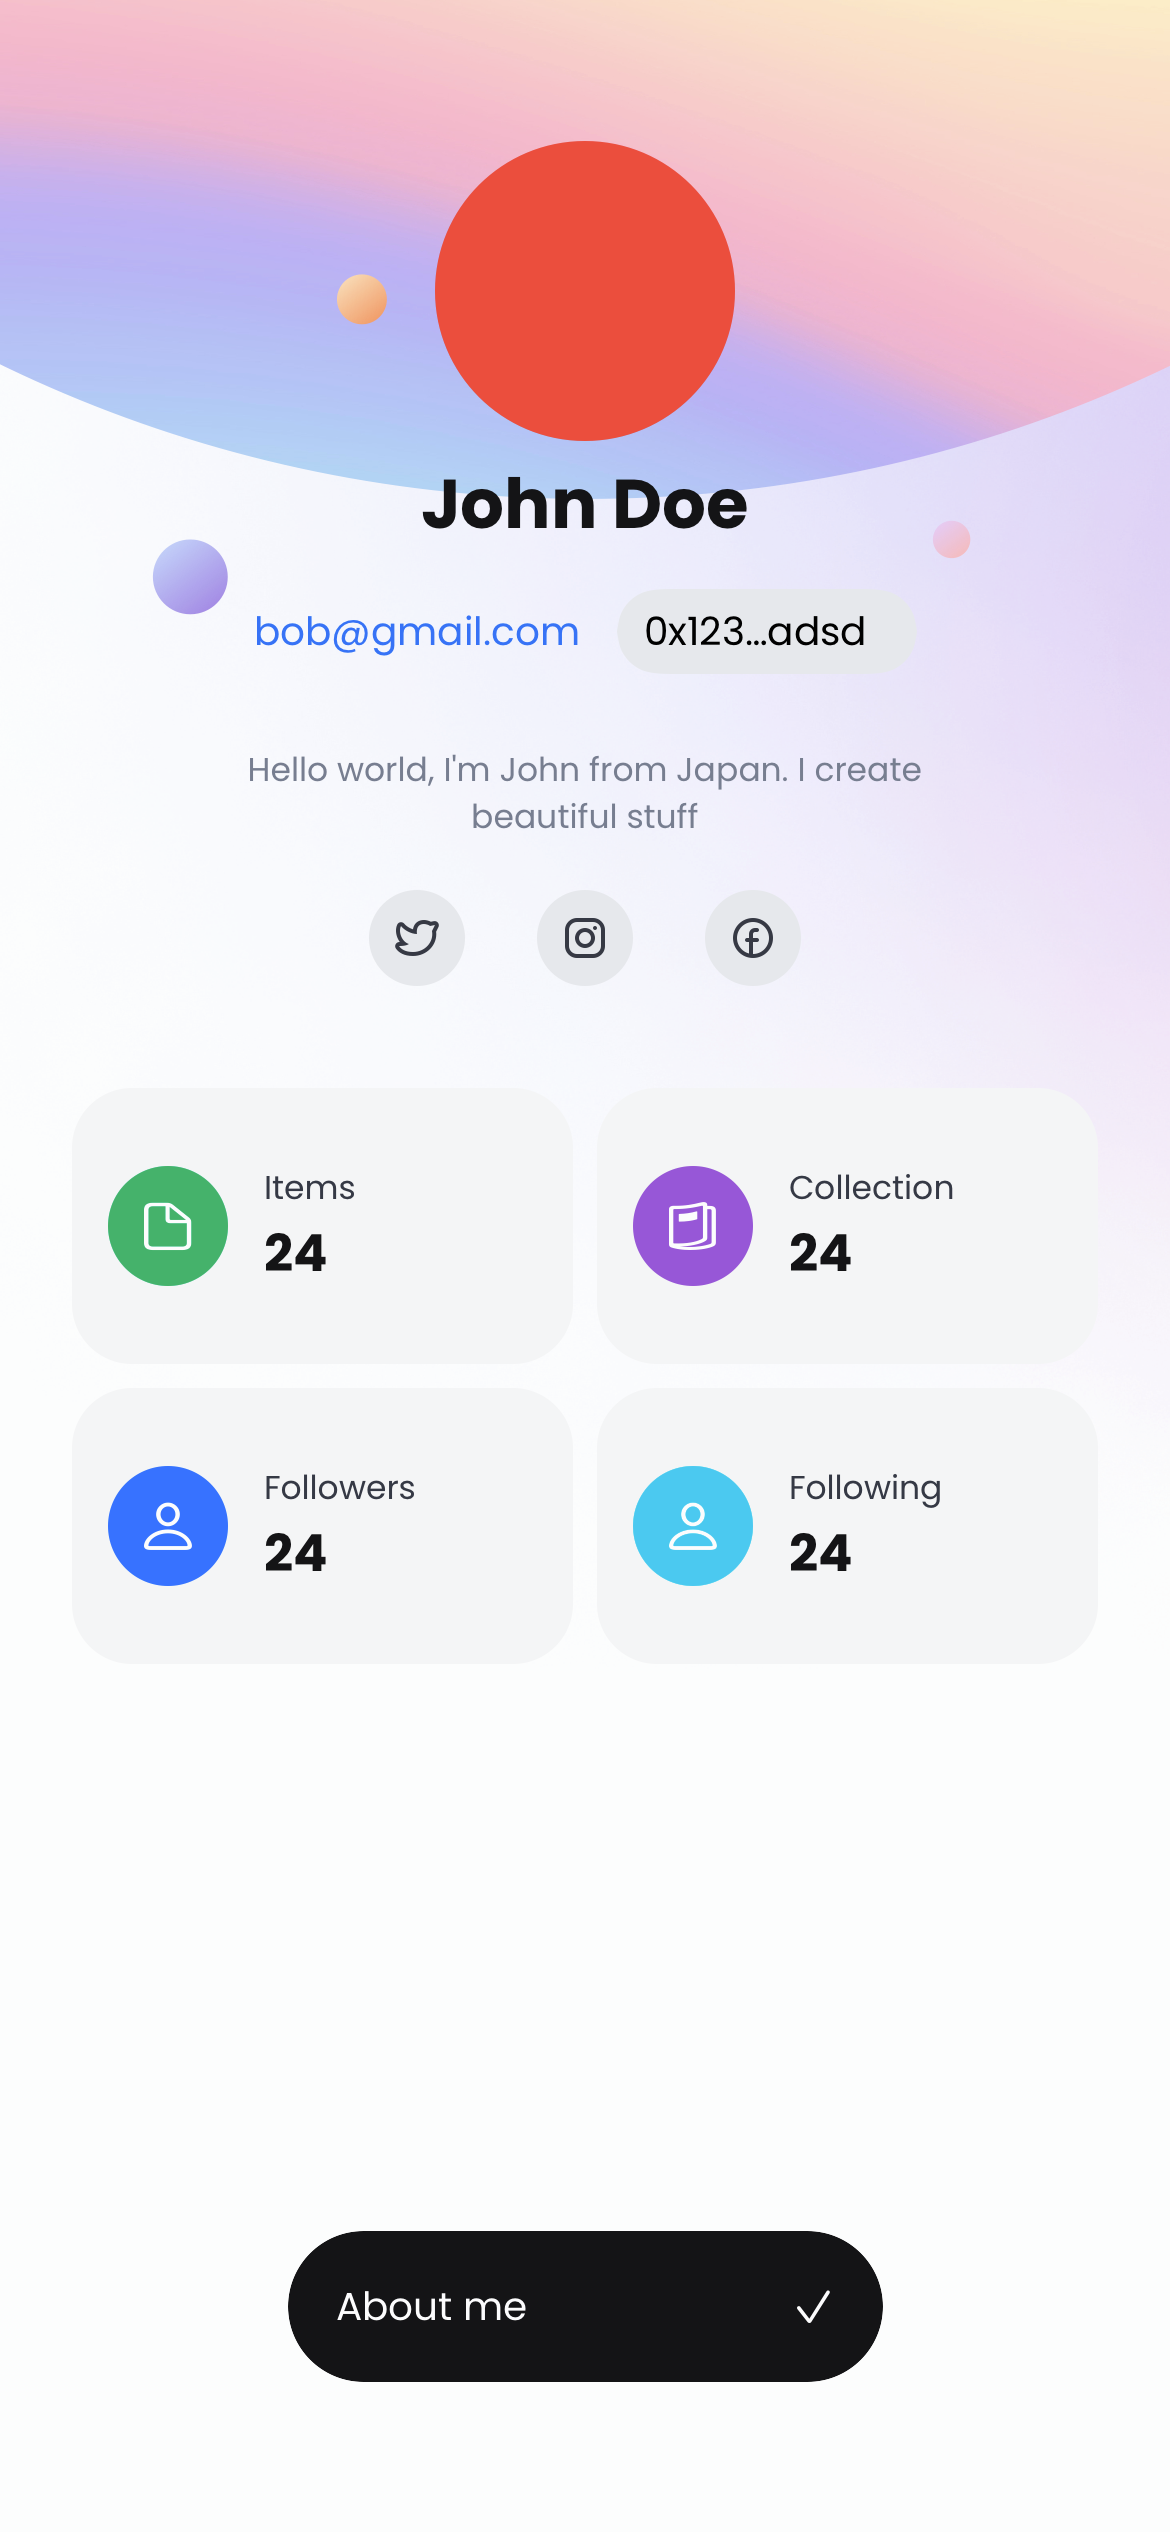 John Doe
bob@gmail.com 0x123...adsd
Hello world, I'm John from Japan. I create
beautiful stuff
Items
24
Collection
24
Followers
24
Following
24
About me